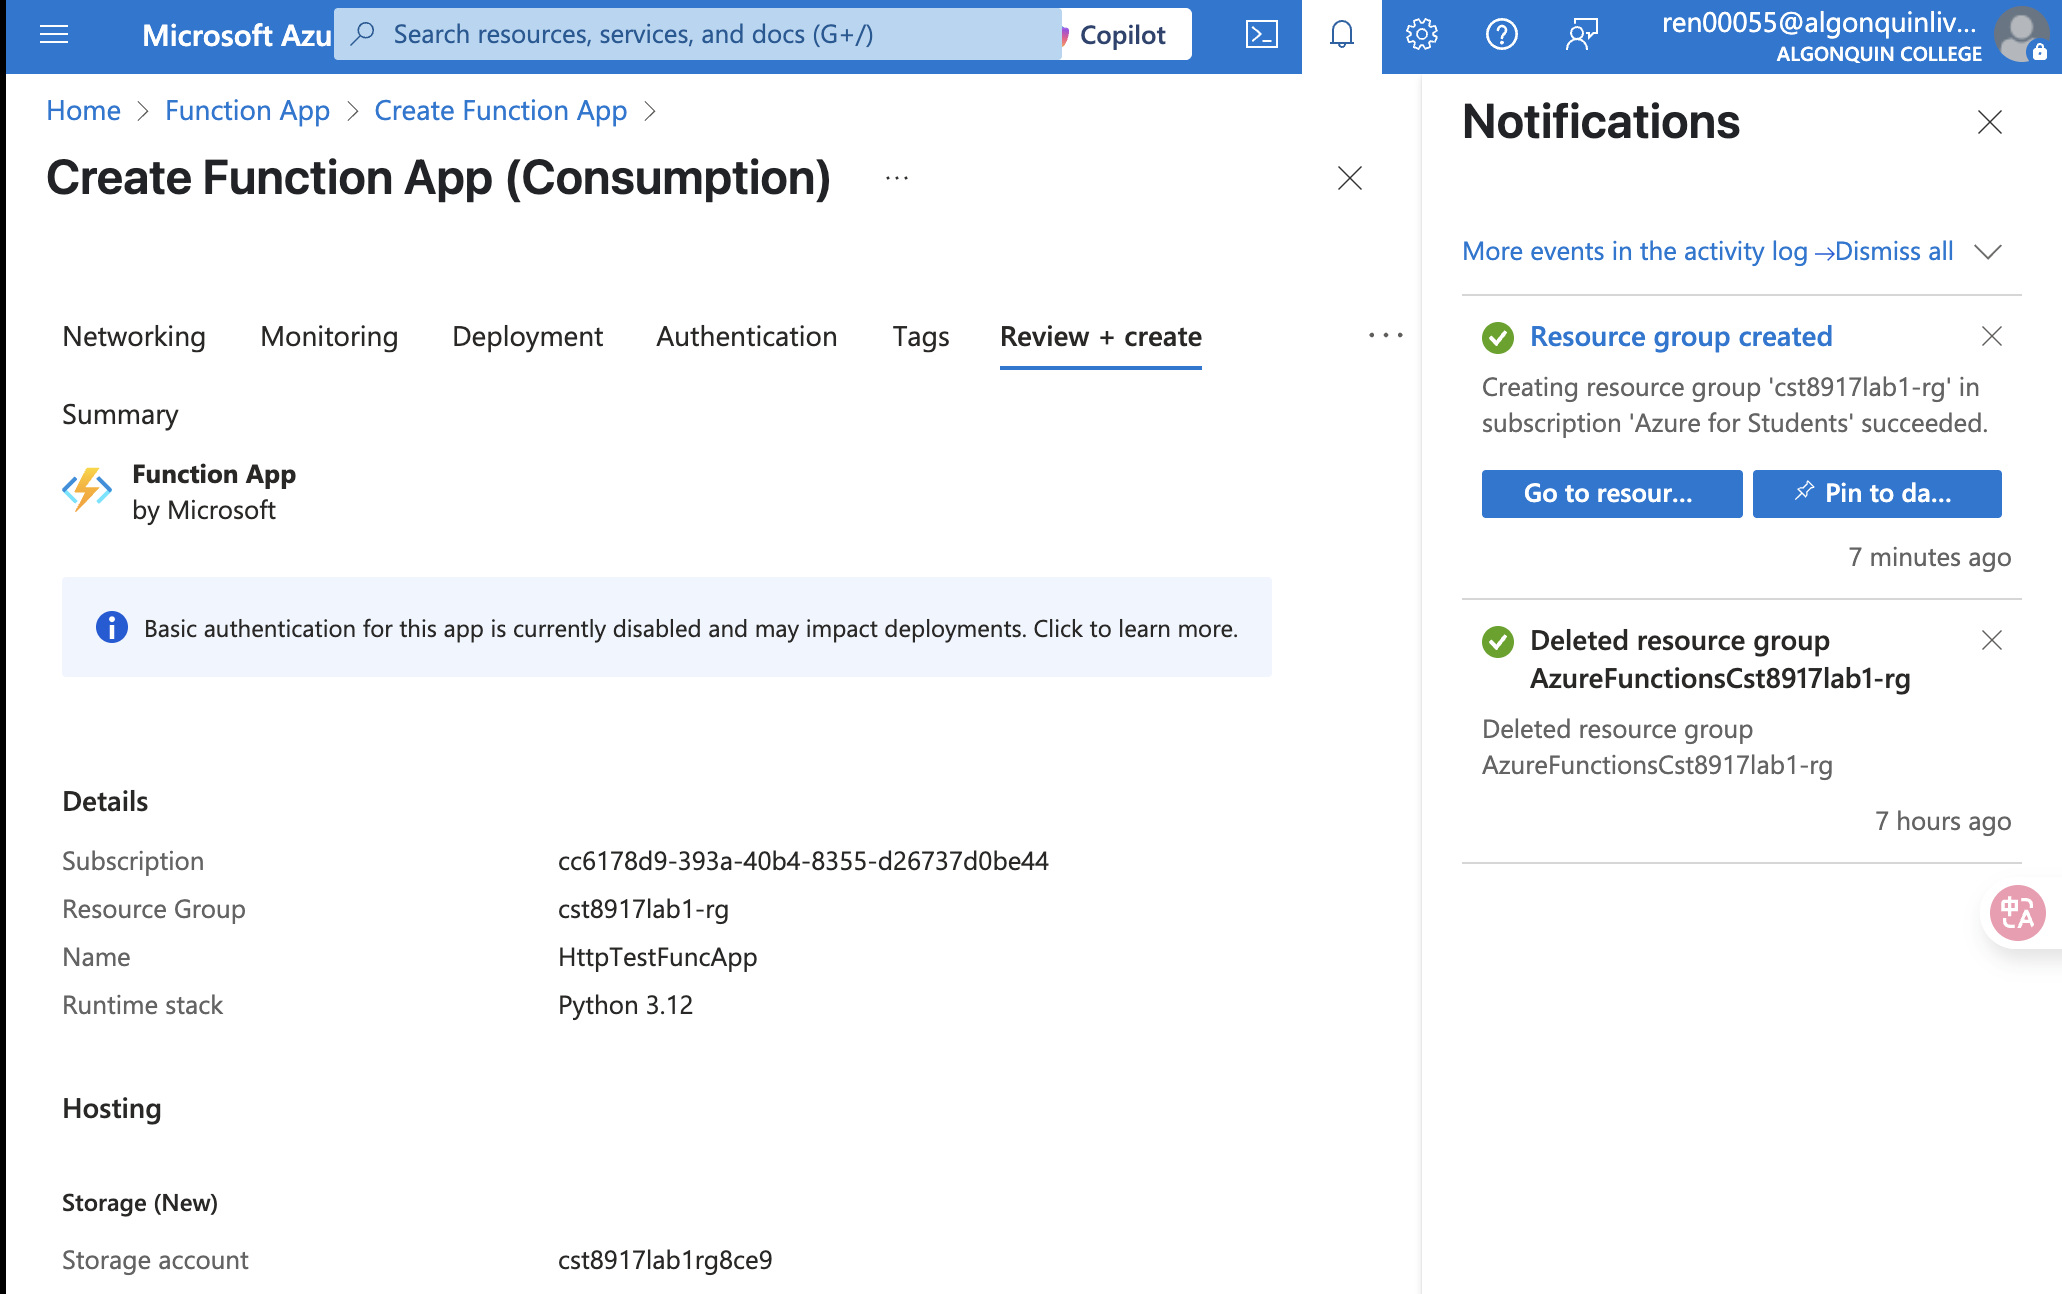 Microsoft Azu
Search resources, services, and docs (G+/)
Copilot
ren00055@algonquinliv...
ALGONQUIN COLLEGE
Home > Function App > Create Function App >
Create Function App (Consumption) ...
Networking Monitoring Deployment Authentication Tags Review + create ...
Summary
Function App
by Microsoft
Basic authentication for this app is currently disabled and may impact deployments. Click to learn more.
Details
Subscription cc6178d9-393a-40b4-8355-d26737d0be44
Resource Group cst8917lab1-rg
Name HttpTestFuncApp
Runtime stack Python 3.12
Hosting
Storage (New)
Storage account cst8917lab1rg8ce9
Notifications
More events in the activity log → Dismiss all
Resource group created
Creating resource group 'cst8917lab1-rg' in
subscription 'Azure for Students' succeeded.
Go to resour... Pin to da...
7 minutes ago
Deleted resource group
AzureFunctionsCst8917lab1-rg
Deleted resource group
AzureFunctionsCst8917lab1-rg
7 hours ago
中A